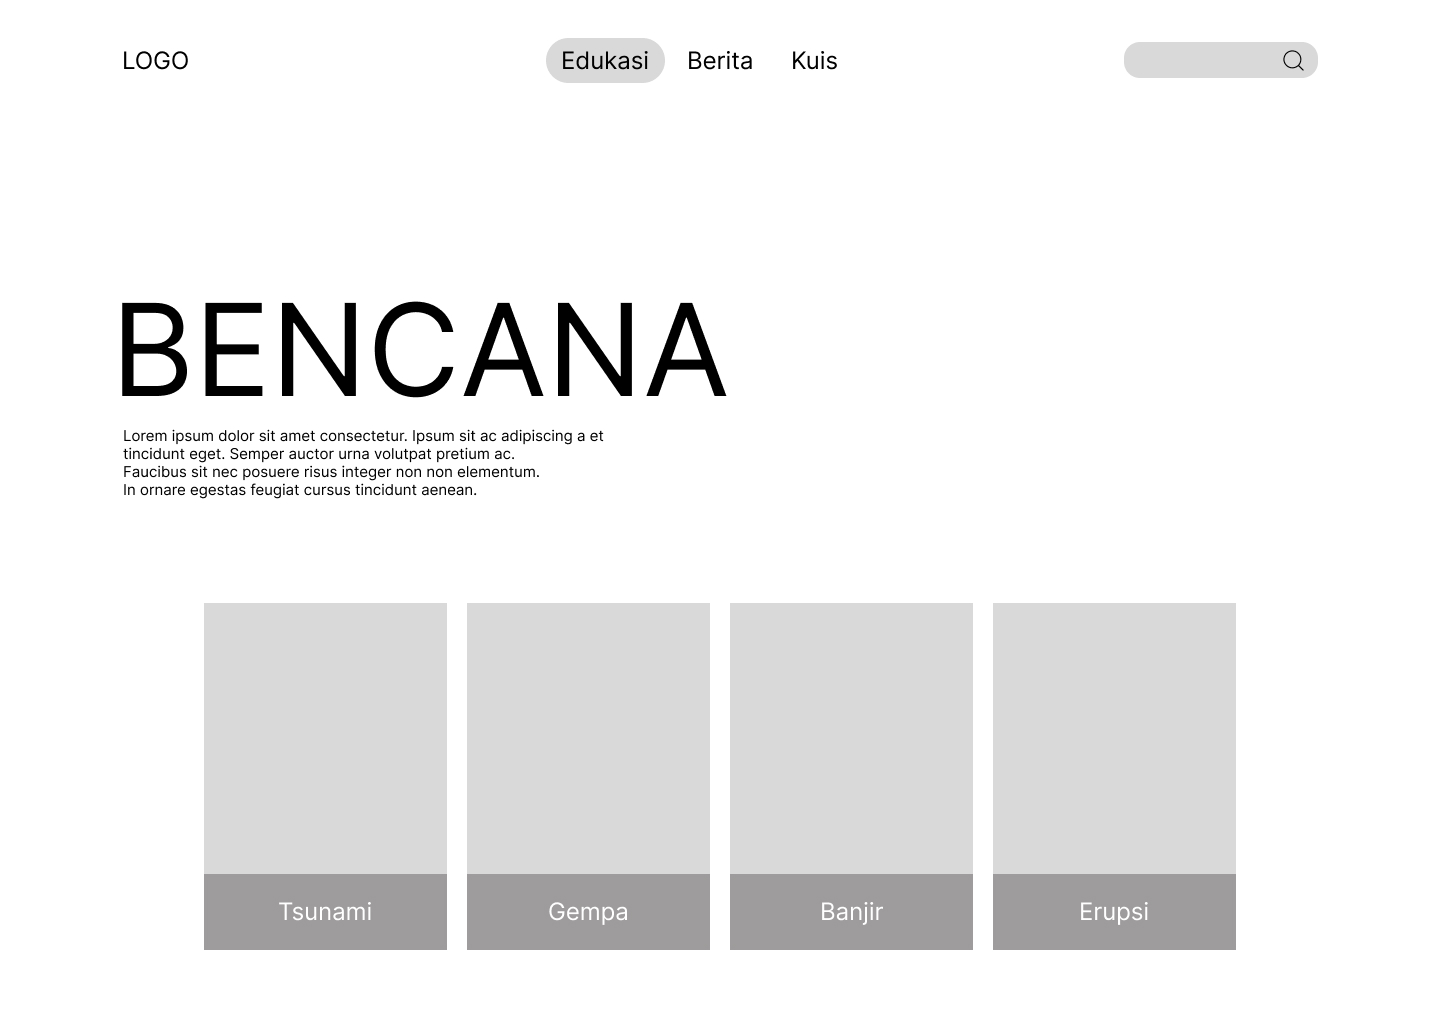 LOGO
Edukasi
Berita
Kuis
BENCANA
Lorem ipsum dolor sit amet consectetur. Ipsum sit ac adipiscing a et
tincidunt eget. Semper auctor urna volutpat pretium ac.
Faucibus sit nec posuere risus integer non non elementum.
In ornare egestas feugiat cursus tincidunt aenean.
Tsunami
Gempa
Banjir
Erupsi